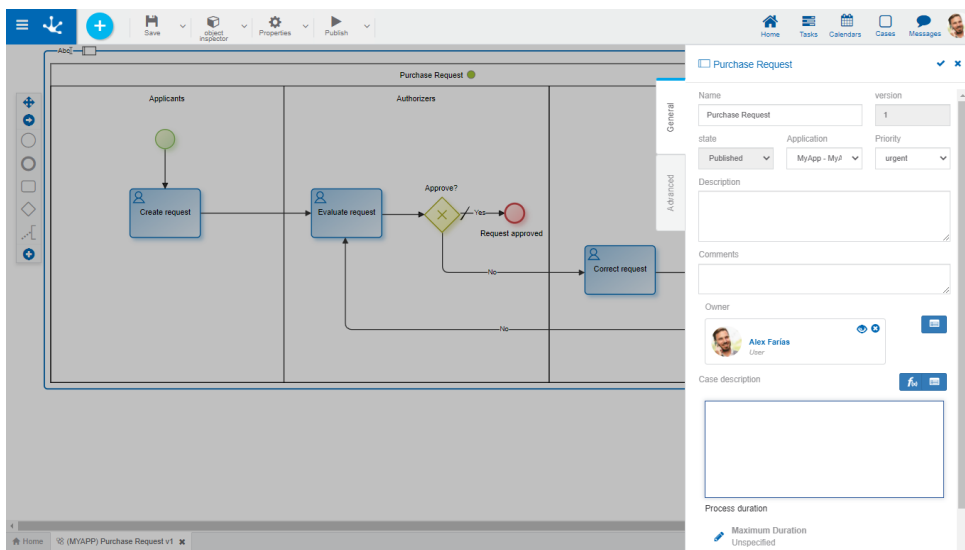 Save
object inspector
Properties
Publish
Home
Tasks
Calendars
Cases
Messages
Abc
Purchase Request
Applicants
Authorizers
Create request
Evaluate request
Approve?
Yes
Request approved
No
Correct request
No
General
Advanced
Purchase Request
Name
version
Purchase Request
1
state
Application
Priority
Published
MyApp - MyA
urgent
Description
Comments
Owner
Alex Farías
User
Case description
f(x)
Process duration
Maximum Duration
Unspecified
Home
(MYAPP) Purchase Request v1